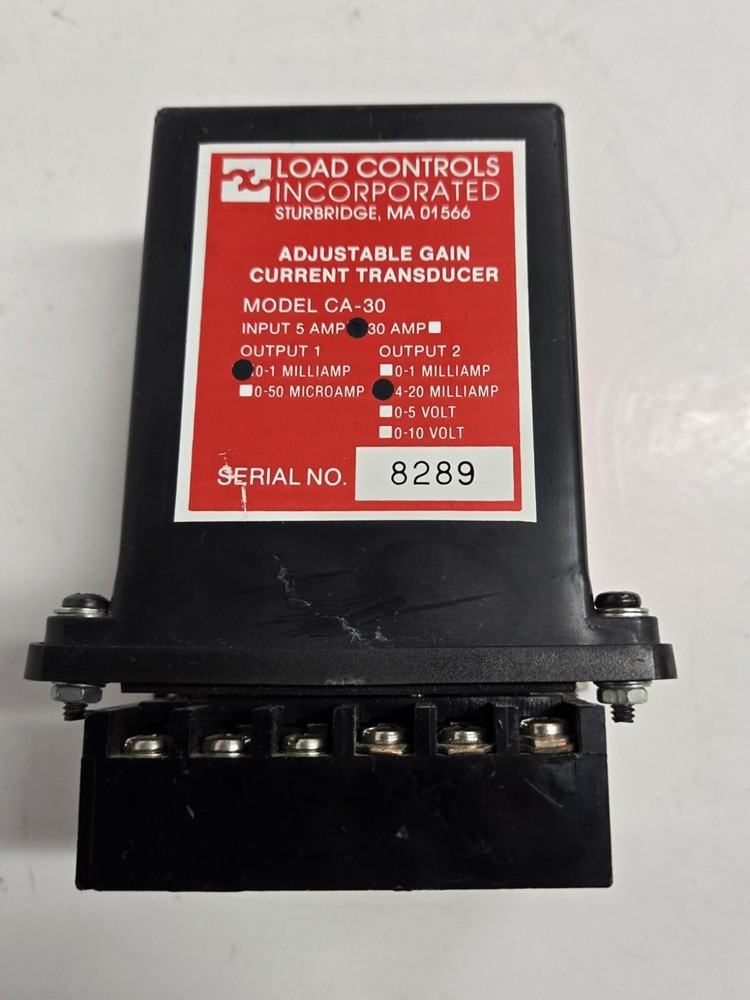 LOAD CONTROLS
INCORPORATED
STURBRIDGE, MA 01566
ADJUSTABLE GAIN
CURRENT TRANSDUCER
MODEL CA-30
INPUT 5 AMP 30 AMP
OUTPUT 1 OUTPUT 2
0-1 MILLIAMP 0-1 MILLIAMP
0-50 MICROAMP 4-20 MILLIAMP
0-5 VOLT
0-10 VOLT
SERIAL NO. 8289